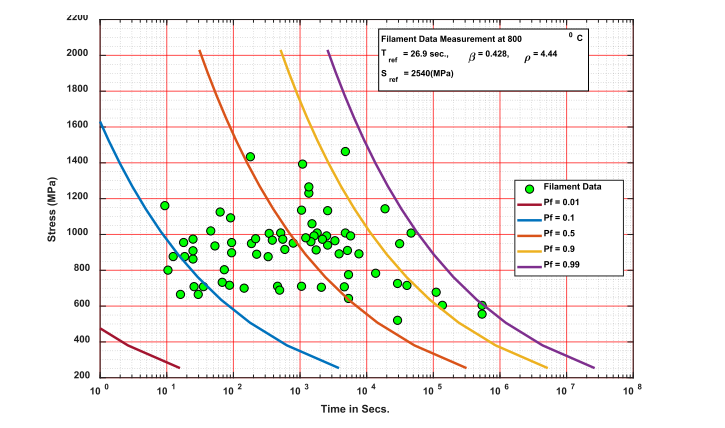 2200
2000
1800
1600
1400
1200
1000
800
600
400
200
Stress (MPa)
10^0 10^1 10^2 10^3 10^4 10^5 10^6 10^7 10^8
Time in Secs.
Filament Data Measurement at 800 ^0 C
T_ref = 26.9 sec., β = 0.428, ρ = 4.44
S_ref = 2540(MPa)
Filament Data
Pf = 0.01
Pf = 0.1
Pf = 0.5
Pf = 0.9
Pf = 0.99